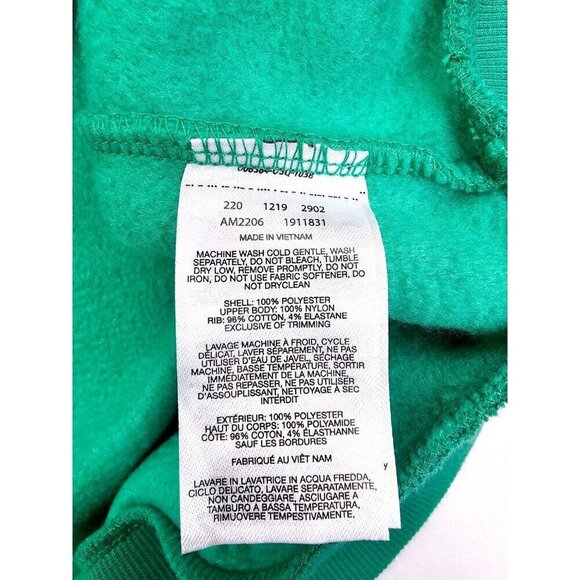 220 1219 2902
AM2206 1911831
MADE IN VIETNAM
MACHINE WASH COLD GENTLE, WASH
SEPARATELY, DO NOT BLEACH, TUMBLE
DRY LOW, REMOVE PROMPTLY, DO NOT
IRON, DO NOT USE FABRIC SOFTENER, DO
NOT DRYCLEAN
SHELL: 100% POLYESTER
UPPER BODY: 100% NYLON
RIB: 96% COTTON, 4% ELASTANE
EXCLUSIVE OF TRIMMING
LAVAGE MACHINE À FROID, CYCLE
DÉLICAT, LAVER SÉPARÉMENT, NE PAS
UTILISER D'EAU DE JAVEL, SÉCHAGE
MACHINE, BASSE TEMPÉRATURE, SORTIR
IMMÉDIATEMENT DE LA MACHINE,
NE PAS REPASSER, NE PAS UTILISER
D'ASSOUPLISSANT, NETTOYAGE À SEC
INTERDIT
EXTÉRIEUR: 100% POLYESTER
HAUT DU CORPS: 100% POLYAMIDE
CÔTE: 96% COTON, 4% ÉLASTHANNE
SAUF LES BORDURES
FABRIQUÉ AU VIÊT NAM
y
LAVARE IN LAVATRICE IN ACQUA FREDDA,
CICLO DELICATO, LAVARE SEPARATAMENTE,
NON CANDEGGIARE, ASCIUGARE A
TAMBURO A BASSA TEMPERATURA,
RIMUOVERE TEMPESTIVAMENTE.